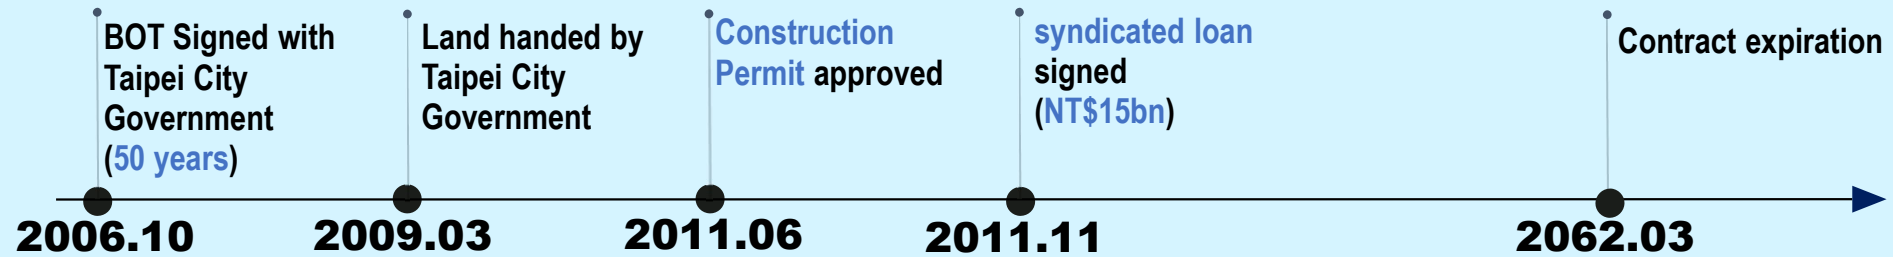 BOT Signed with
Taipei City
Government
(50 years)
2006.10
Land handed by
Taipei City
Government
2009.03
Construction
Permit approved
2011.06
syndicated loan
signed
(NT$15bn)
2011.11
Contract expiration
2062.03